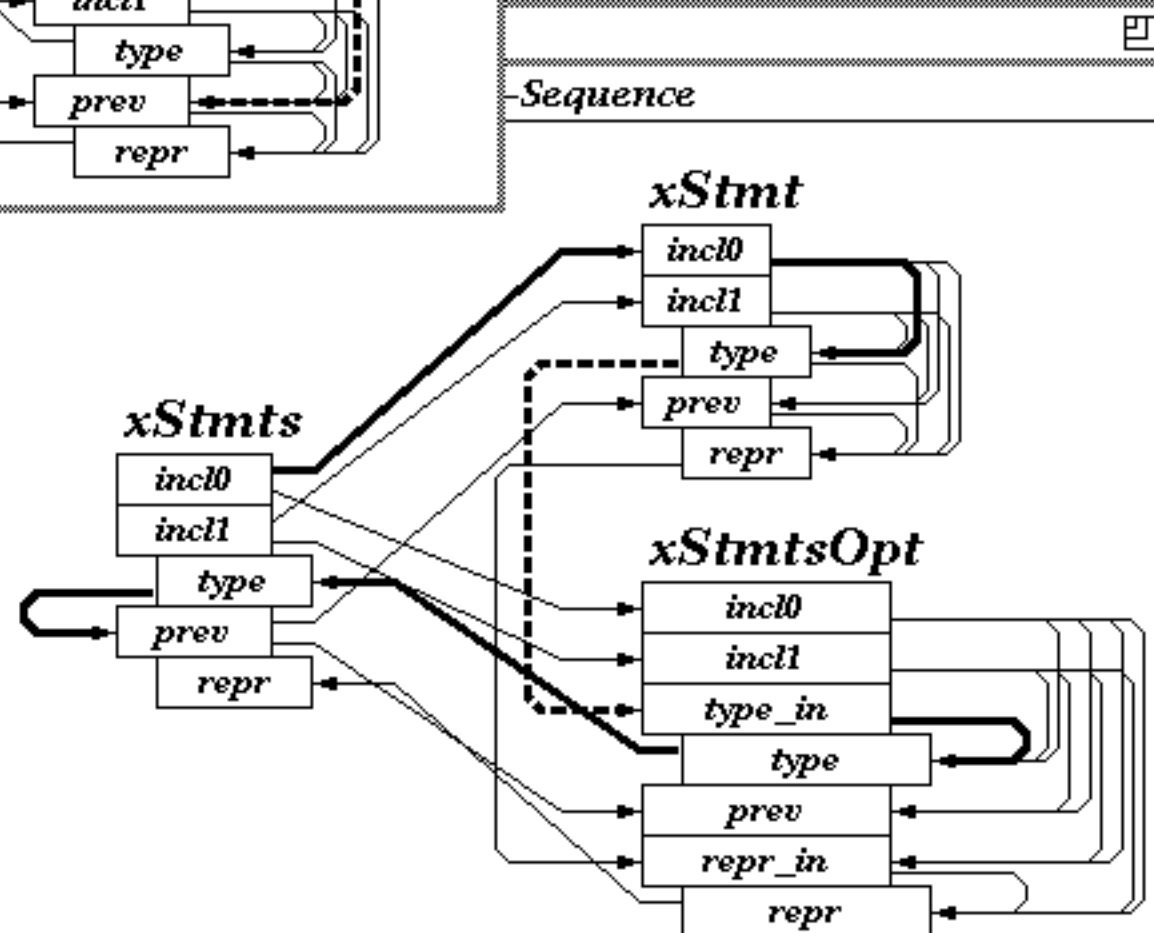 incl1
type
prev
repr
Sequence
xStmt
incl0
incl1
type
prev
repr
xStmts
incl0
incl1
type
prev
repr
xStmtsOpt
incl0
incl1
type_in
type
prev
repr_in
repr